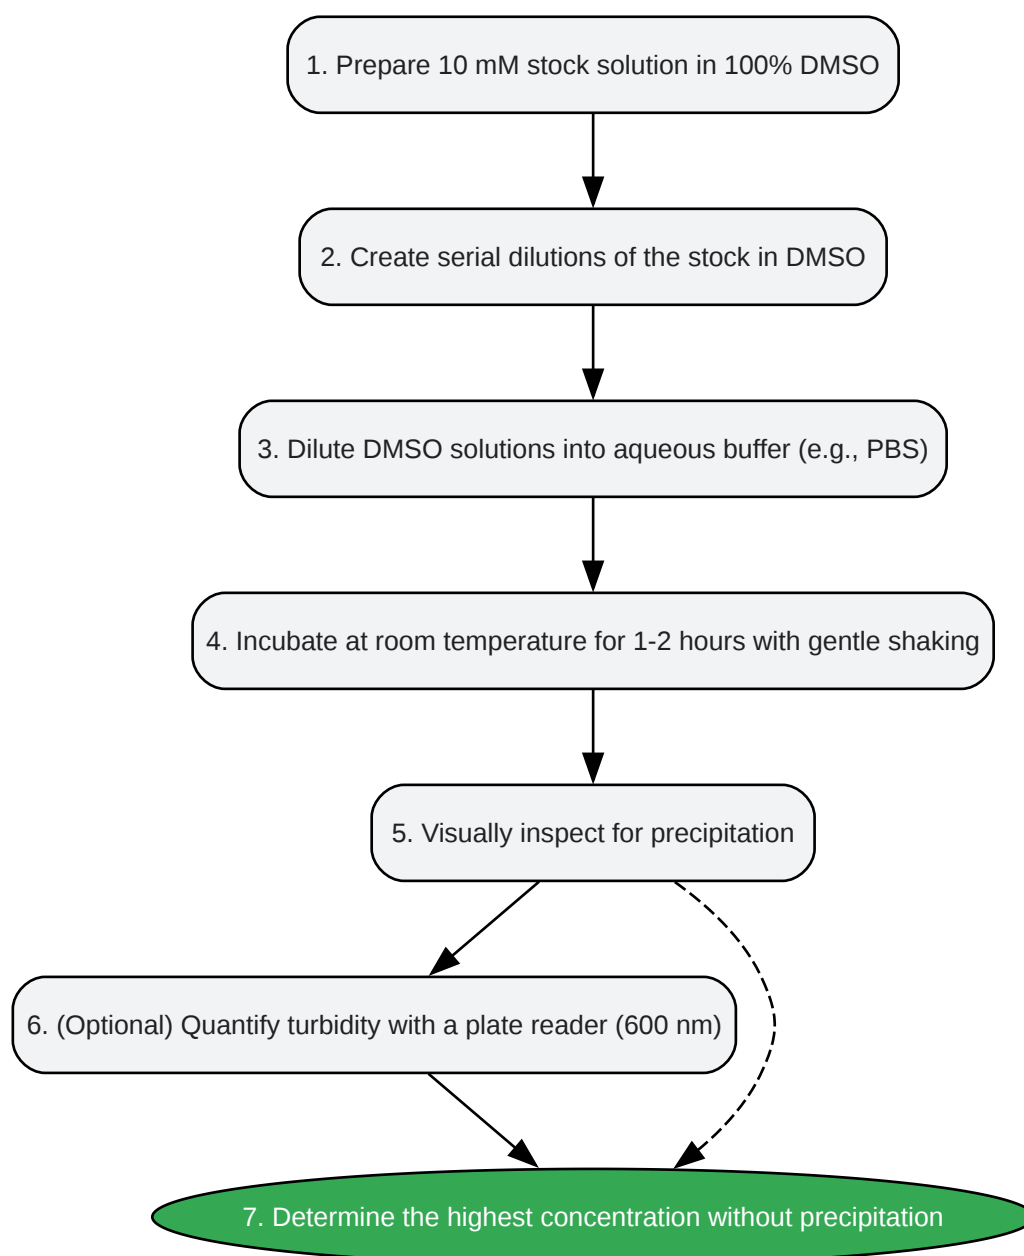 1. Prepare 10 mM stock solution in 100% DMSO
2. Create serial dilutions of the stock in DMSO
3. Dilute DMSO solutions into aqueous buffer (e.g., PBS)
4. Incubate at room temperature for 1-2 hours with gentle shaking
5. Visually inspect for precipitation
6. (Optional) Quantify turbidity with a plate reader (600 nm)
7. Determine the highest concentration without precipitation